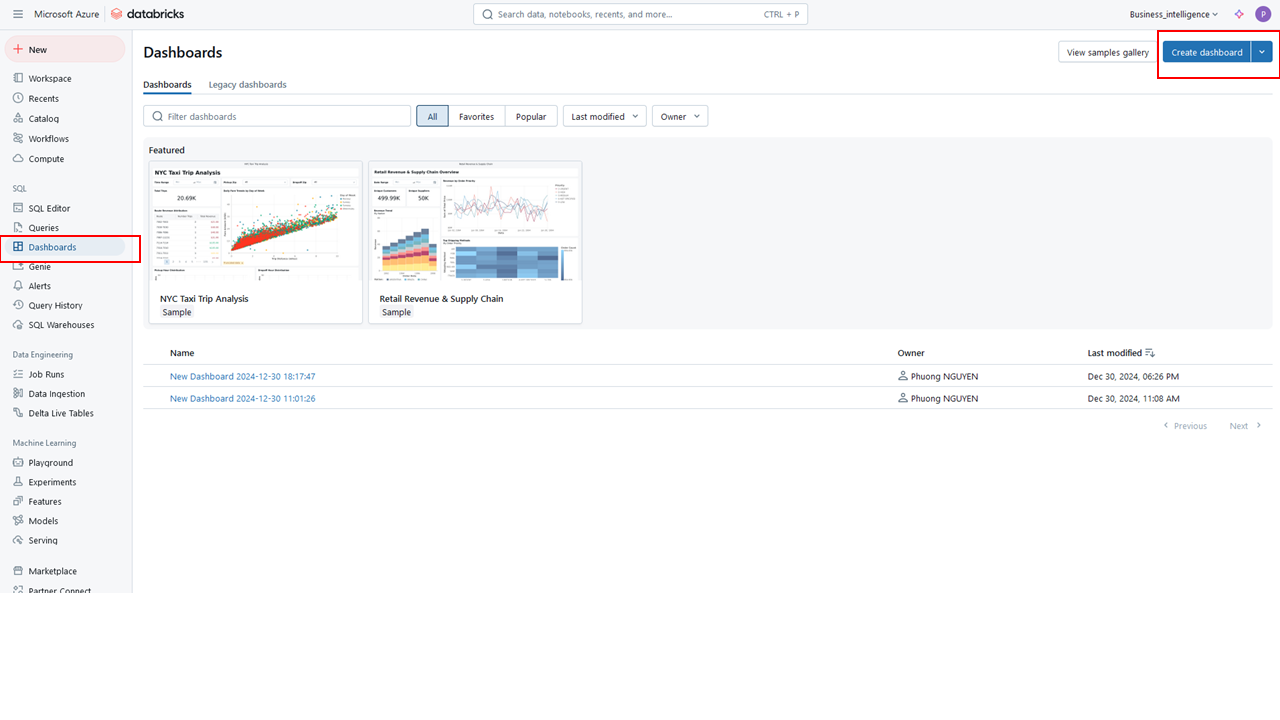 Microsoft Azure databricks Search data, notebooks, recents, and more... CTRL + P Business_intelligence P
New
Workspace
Recents
Catalog
Workflows
Compute
SQL
SQL Editor
Queries
Dashboards
Genie
Alerts
Query History
SQL Warehouses
Data Engineering
Job Runs
Data Ingestion
Delta Live Tables
Machine Learning
Playground
Experiments
Features
Models
Serving
Marketplace
Partner Connect
Dashboards View samples gallery Create dashboard
Dashboards Legacy dashboards
Filter dashboards All Favorites Popular Last modified Owner
Featured
NYC Taxi Trip Analysis
20.69K
NYC Taxi Trip Analysis
Sample
Retail Revenue & Supply Chain Overview
499.99K 50K
Retail Revenue & Supply Chain
Sample
Name Owner Last modified
New Dashboard 2024-12-30 18:17:47 Phuong NGUYEN Dec 30, 2024, 06:26 PM
New Dashboard 2024-12-30 11:01:26 Phuong NGUYEN Dec 30, 2024, 11:08 AM
Previous Next